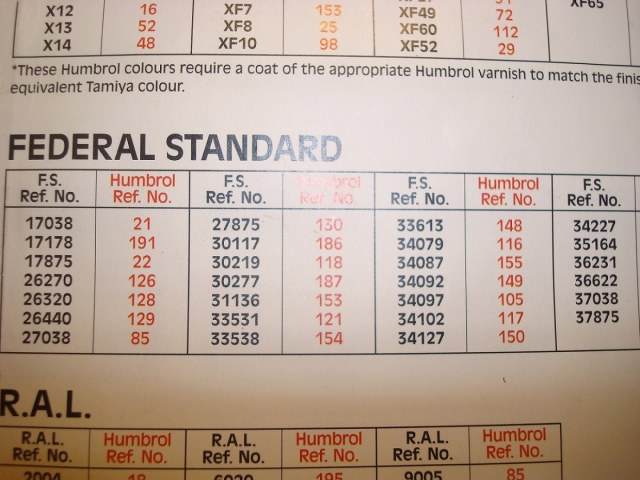 X12 16 XF7 153 XF49 72 XF65
X13 52 XF8 25 XF60 112
X14 48 XF10 98 XF52 29
*These Humbrol colours require a coat of the appropriate Humbrol varnish to match the finis
equivalent Tamiya colour.
FEDERAL STANDARD
F.S. Humbrol F.S. Humbrol F.S. Humbrol F.S.
Ref. No. Ref. No. Ref. No. Ref. No. Ref. No. Ref. No. Ref. No.
17038 21 27875 130 33613 148 34227
17178 191 30117 186 34079 116 35164
17875 22 30219 118 34087 155 36231
26270 126 30277 187 34092 149 36622
26320 128 31136 153 34097 105 37038
26440 129 33531 121 34102 117 37875
27038 85 33538 154 34127 150
R.A.L.
R.A.L. Humbrol R.A.L. Humbrol R.A.L. Humbrol
Ref. No. Ref. No. Ref. No. Ref. No. Ref. No. Ref. No.
9005 85